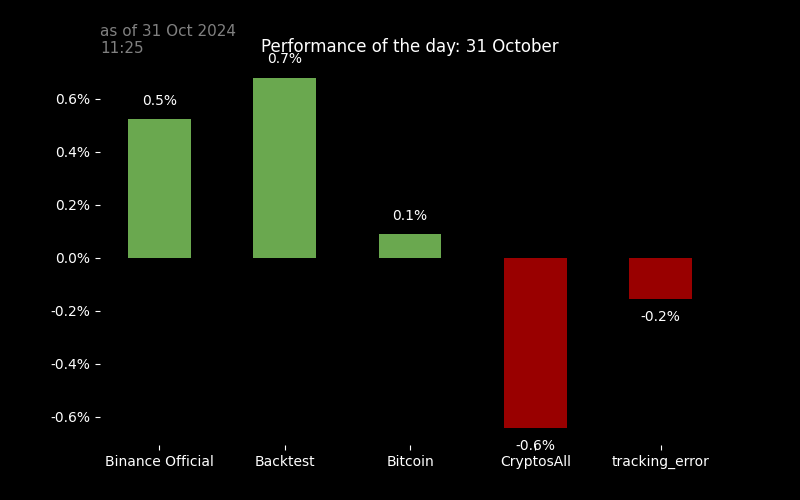 as of 31 Oct 2024
11:25
Performance of the day: 31 October
0.7%
0.5%
0.6%
0.4%
0.2%
0.1%
0.0%
-0.2%
-0.2%
-0.4%
-0.6%
-0.6%
Binance Official
Backtest
Bitcoin
CryptosAll
tracking_error